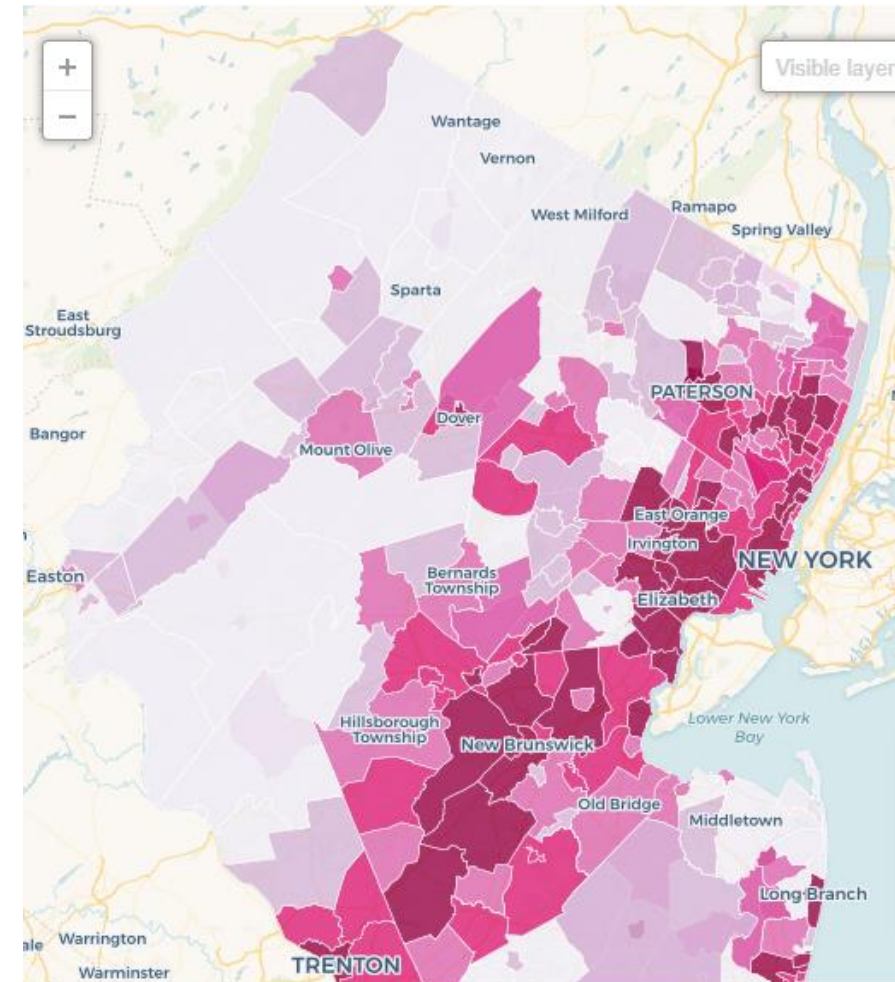 +
Visible layer
−
Wantage
Vernon
West Milford
Ramapo
Spring Valley
Sparta
East
Stroudsburg
PATERSON
Dover
Bangor
Mount Olive
East Orange
Irvington
NEW YORK
Bernards
Township
Easton
Elizabeth
Lower New York
Bay
Hillsborough
Township
New Brunswick
Old Bridge
Middletown
Long Branch
Warrington
TRENTON
Warminster